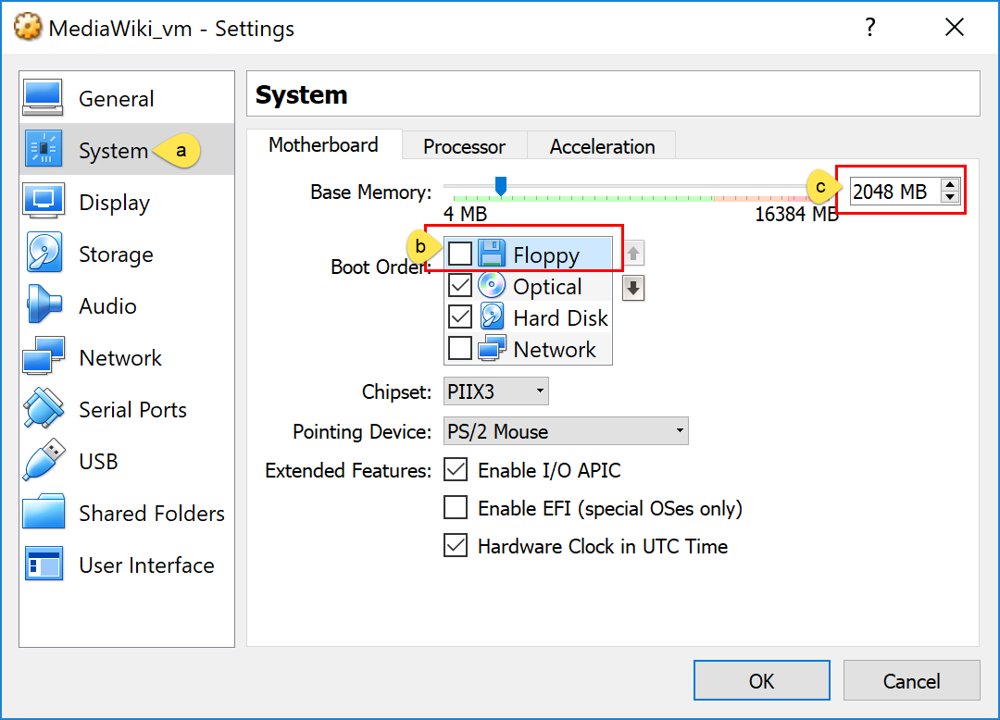 MediaWiki_vm - Settings ?
General
System a
Display
Storage
Audio
Network
Serial Ports
USB
Shared Folders
User Interface
System
Motherboard Processor Acceleration
Base Memory: c 2048 MB
4 MB 16384 MB
Boot Order: b Floppy
Optical
Hard Disk
Network
Chipset: PIIX3
Pointing Device: PS/2 Mouse
Extended Features: Enable I/O APIC
Enable EFI (special OSes only)
Hardware Clock in UTC Time
OK Cancel